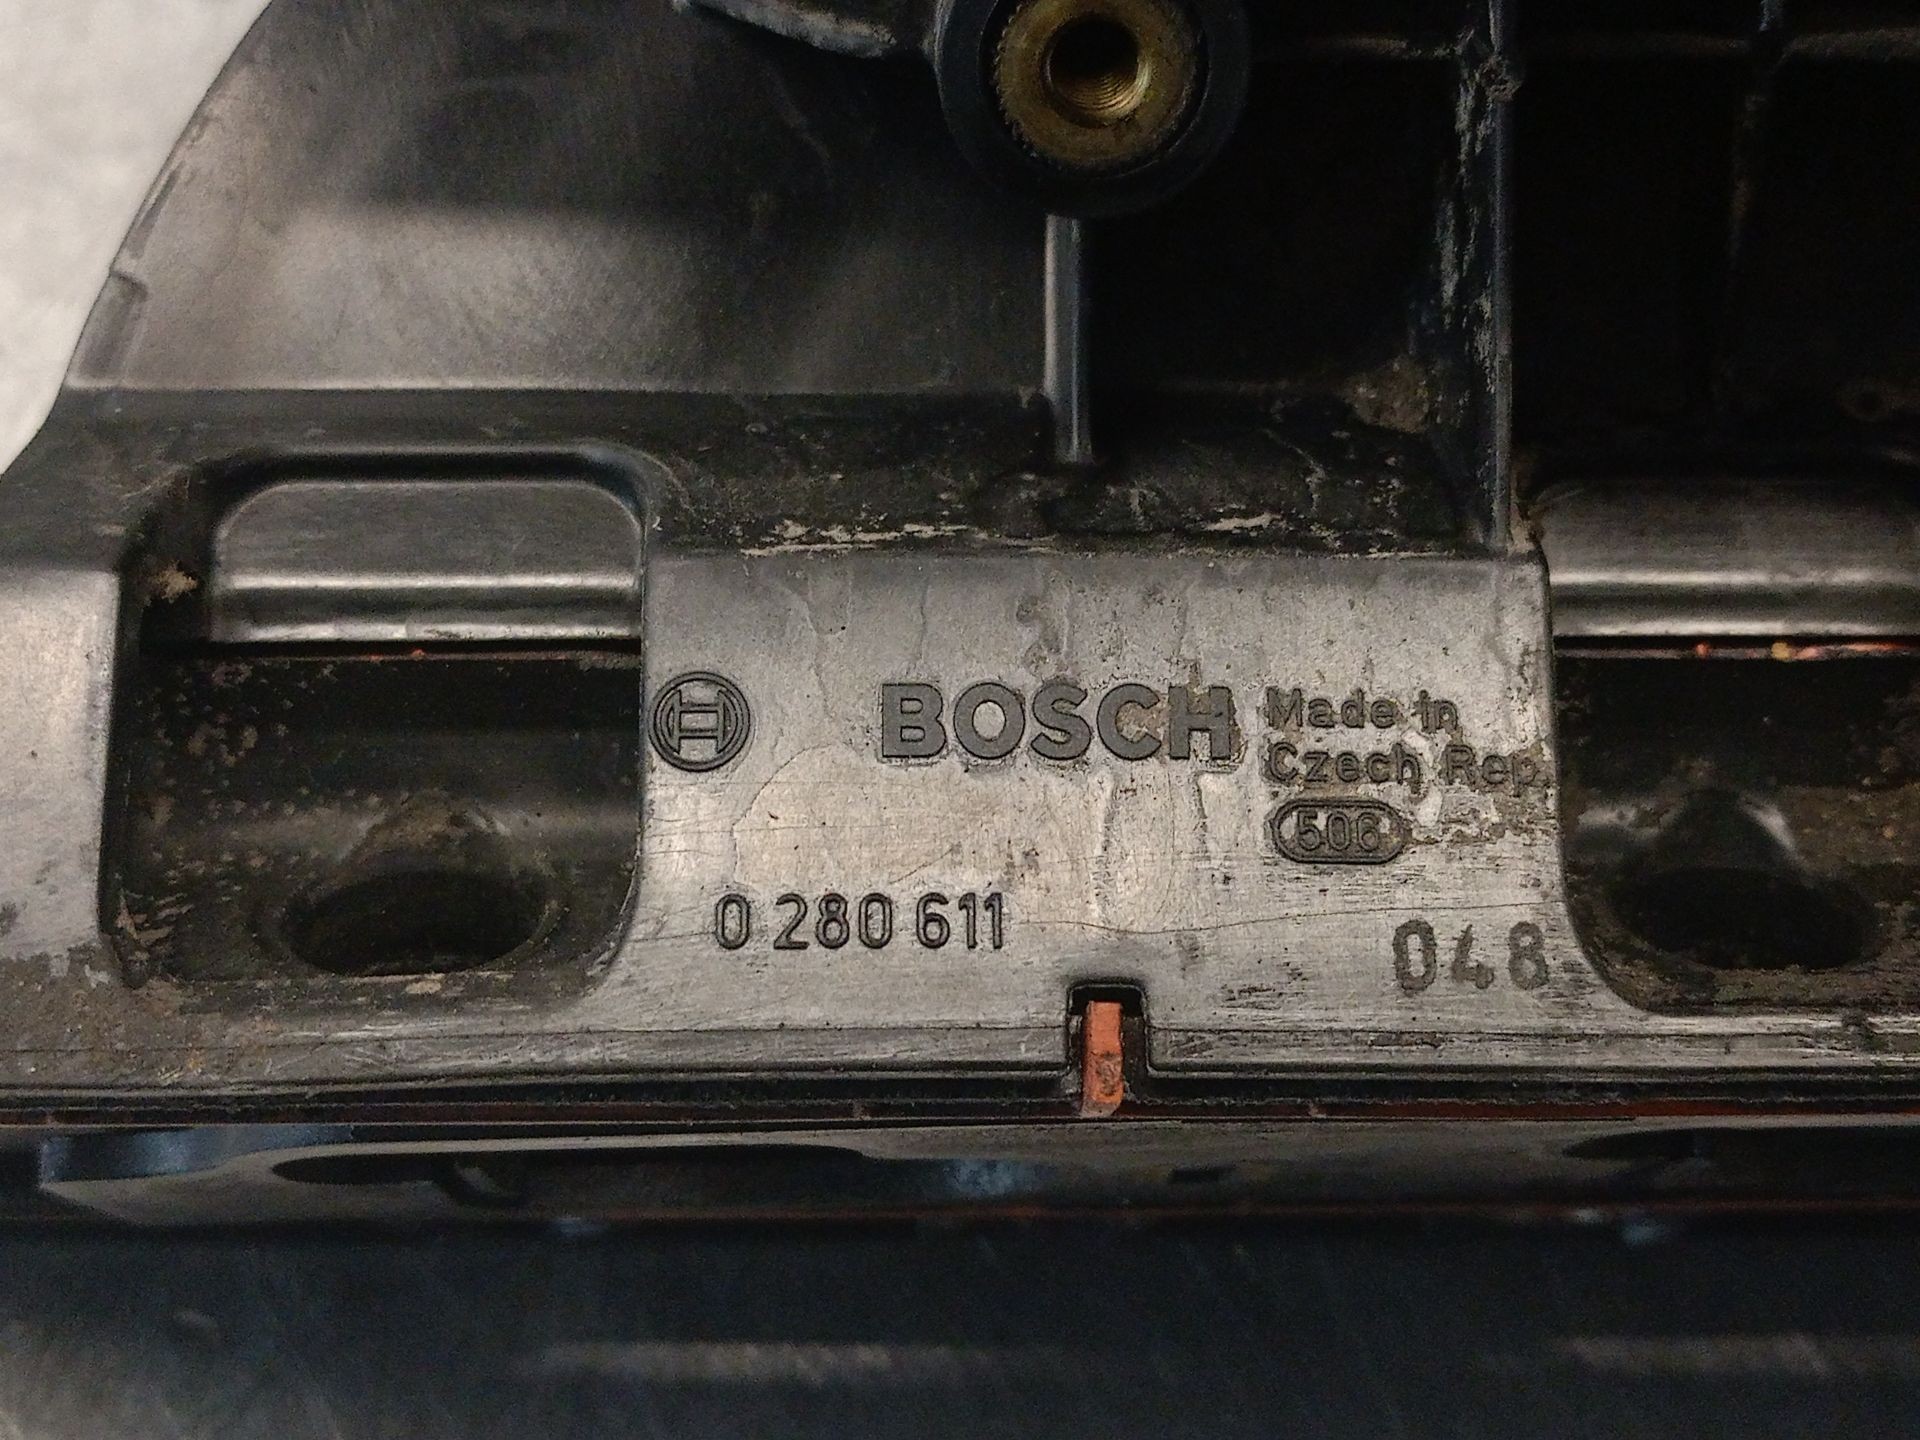 BOSCH Made in
Czech Rep.
506
0 280 611 048